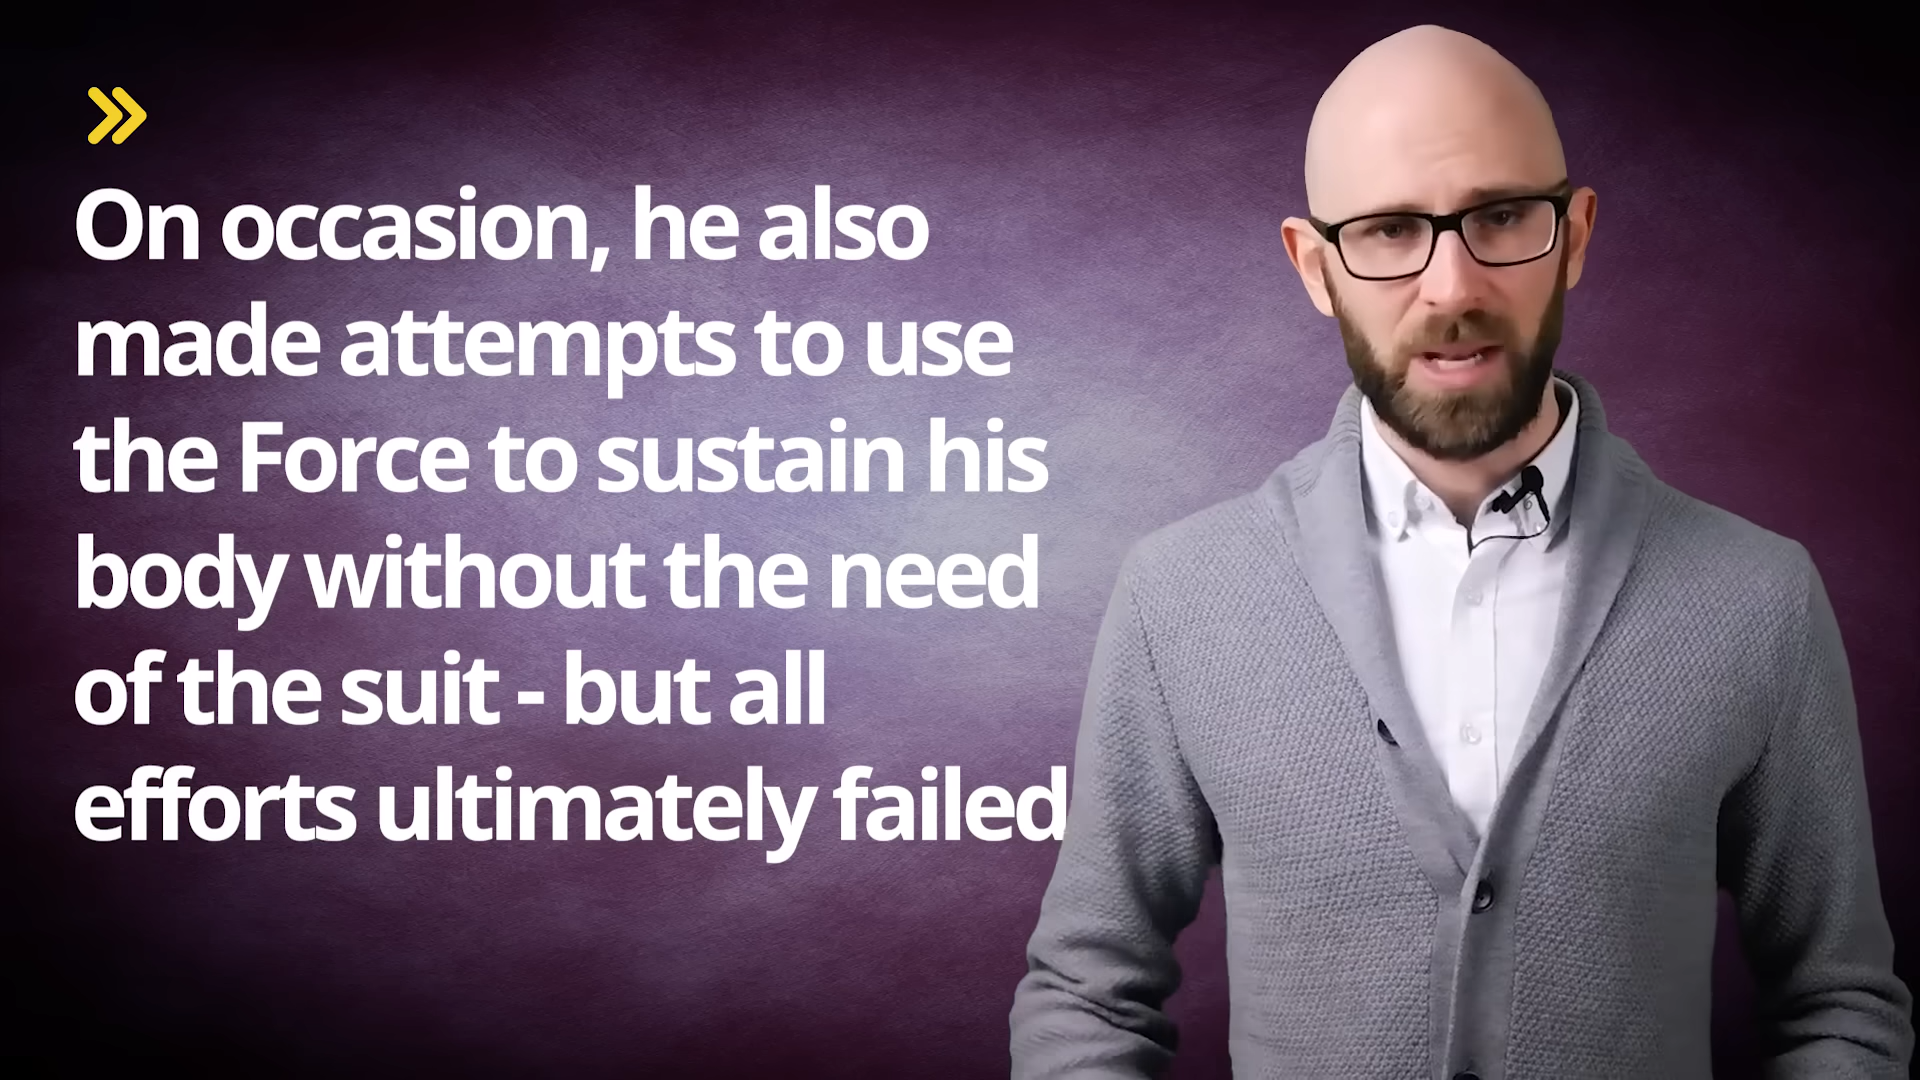 On occasion, he also
made attempts to use
the Force to sustain his
body without the need
of the suit - but all
efforts ultimately failed